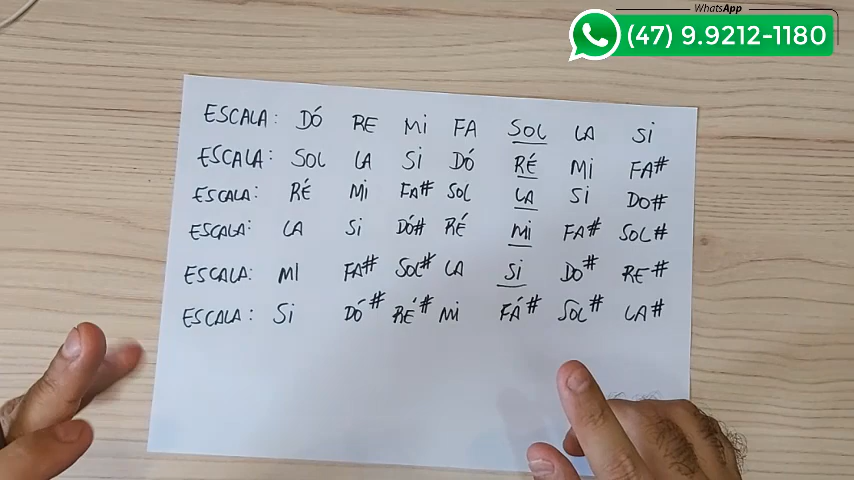 WhatsApp
(47) 9.9212-1180
ESCALA: DÓ RE Mi FA SOL LA Si
ESCALA: SOL LA Si DÓ RÉ Mi FA#
ESCALA: RÉ Mi FA# SOL LA Si DO#
ESCALA: LA Si DÓ# RÉ Mi FA# SOL#
ESCALA: Mi FA# SOL# LA Si DO# RE#
ESCALA: Si DÓ# RÉ# Mi FÁ# SOL# LA#